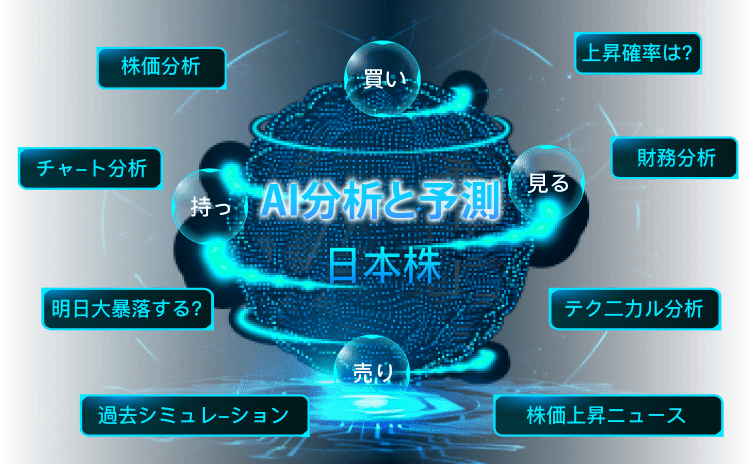 買い
株価分析
上昇確率は?
チャート分析
財務分析
持っ
見る
AI分析と予測
日本株
明日大暴落する?
テクニカル分析
売り
過去シミュレーション
株価上昇ニュース